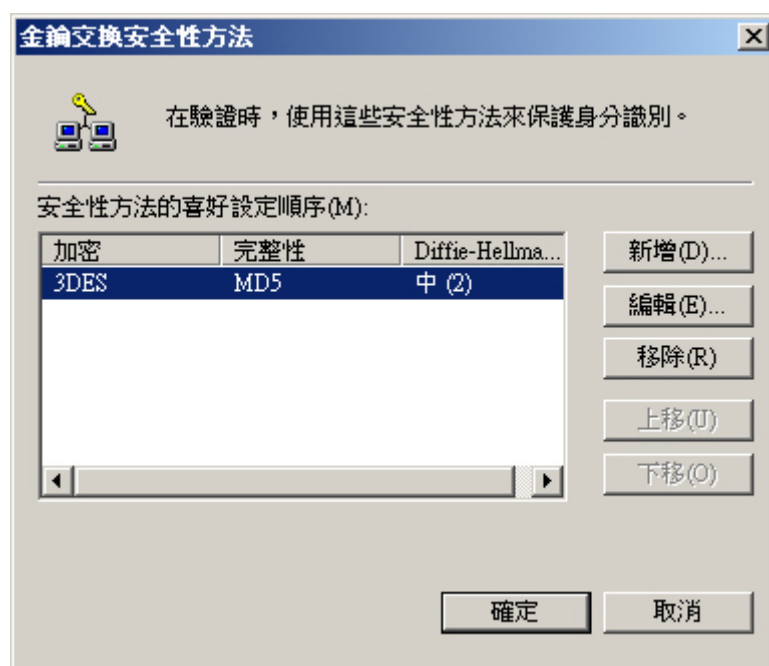 金鑰交換安全性方法
在驗證時，使用這些安全性方法來保護身分識別。
安全性方法的喜好設定順序(M):
加密 完整性 Diffie-Hellma...
3DES MD5 中 (2)
新增(D)...
編輯(E)...
移除(R)
上移(U)
下移(O)
確定 取消